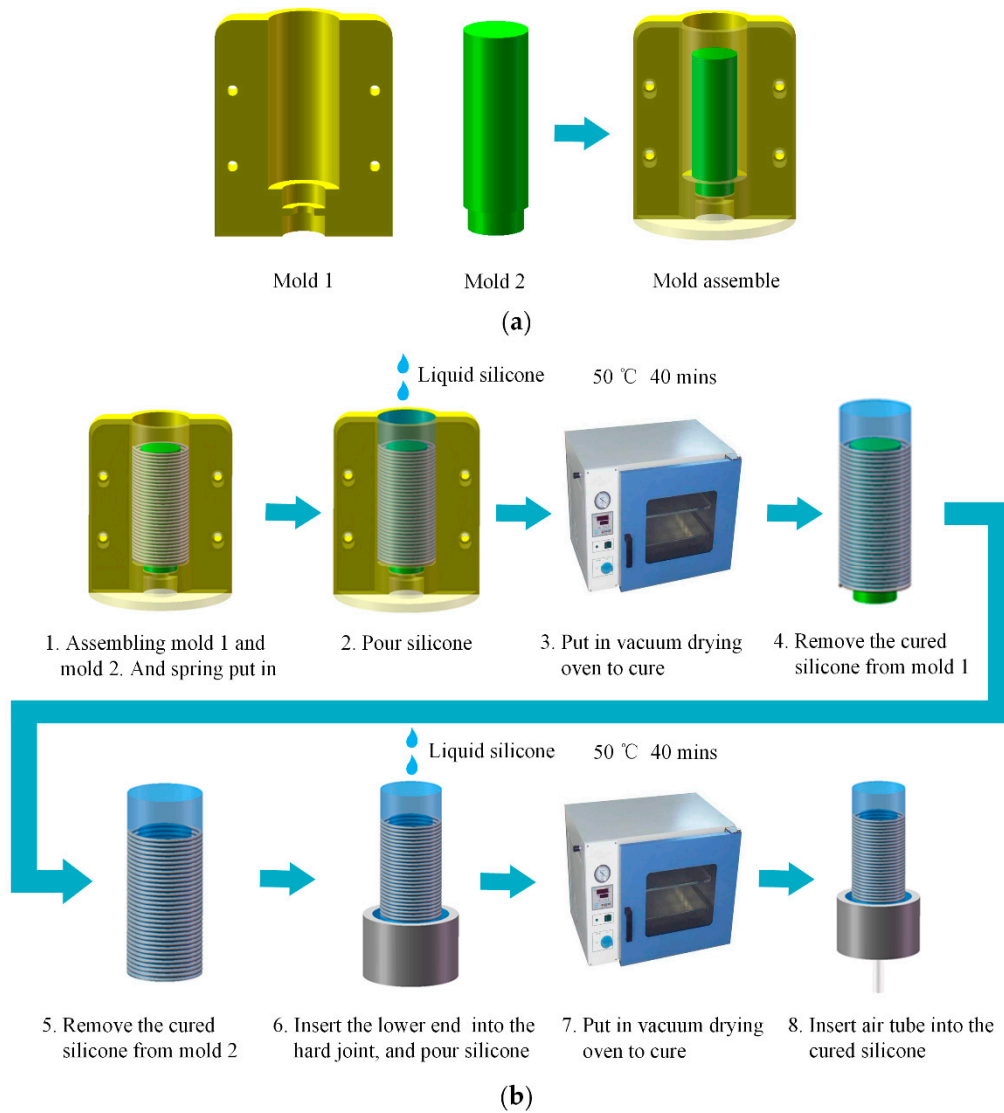 Mold 1
Mold 2
Mold assemble
(a)
Liquid silicone
50 ℃ 40 mins
1. Assembling mold 1 and
mold 2. And spring put in
2. Pour silicone
3. Put in vacuum drying
oven to cure
4. Remove the cured
silicone from mold 1
Liquid silicone
50 ℃ 40 mins
5. Remove the cured
silicone from mold 2
6. Insert the lower end into the
hard joint, and pour silicone
7. Put in vacuum drying
oven to cure
8. Insert air tube into the
cured silicone
(b)